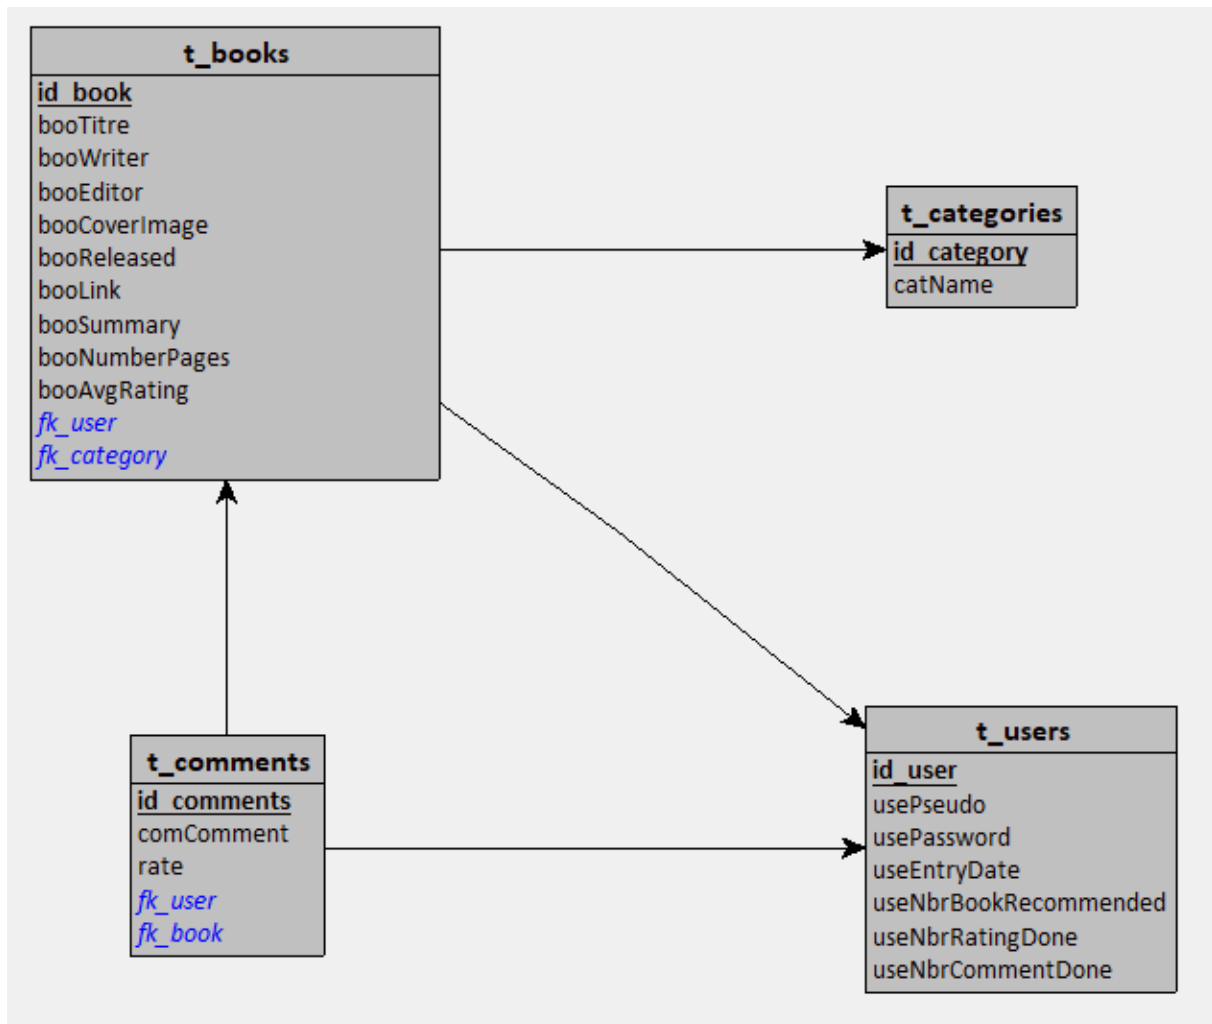 t_books
id_book
booTitre
booWriter
booEditor
booCoverImage
booReleased
booLink
booSummary
booNumberPages
booAvgRating
fk_user
fk_category
t_categories
id_category
catName
t_comments
id_comments
comComment
rate
fk_user
fk_book
t_users
id_user
usePseudo
usePassword
useEntryDate
useNbrBookRecommended
useNbrRatingDone
useNbrCommentDone